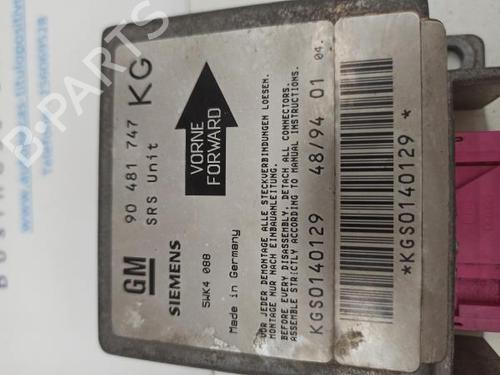 GM
90 481 747 KG
SRS Unit
SIEMENS
5WK4 088
Made in Germany
VORNE
FORWARD
VOR JEDER DEMONTAGE ALLE STECKVERBINDUNGEN LOESEN.
MONTAGE NUR NACH EINBAUANLEITUNG.
BEFORE EVERY DISASSEMBLY, DETACH ALL CONNECTORS.
ASSEMBLE STRICTLY ACCORDING TO MANUAL INSTRUCTIONS.
KGS0140129 48/94 01 04.
*KGS0140129 *
B-PARTS